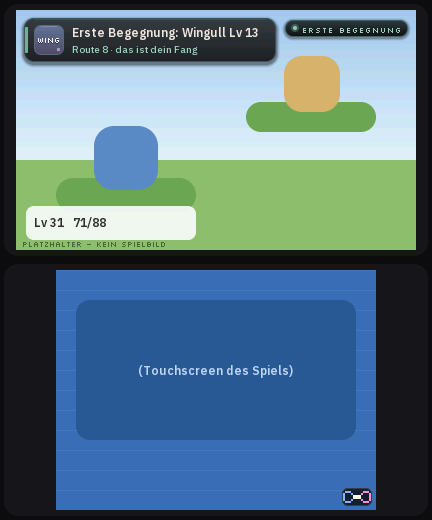 WING
Erste Begegnung: Wingull Lv 13
Route 8 · das ist dein Fang
ERSTE BEGEGNUNG
Lv 31 71/88
PLATZHALTER — KEIN SPIELBILD
(Touchscreen des Spiels)